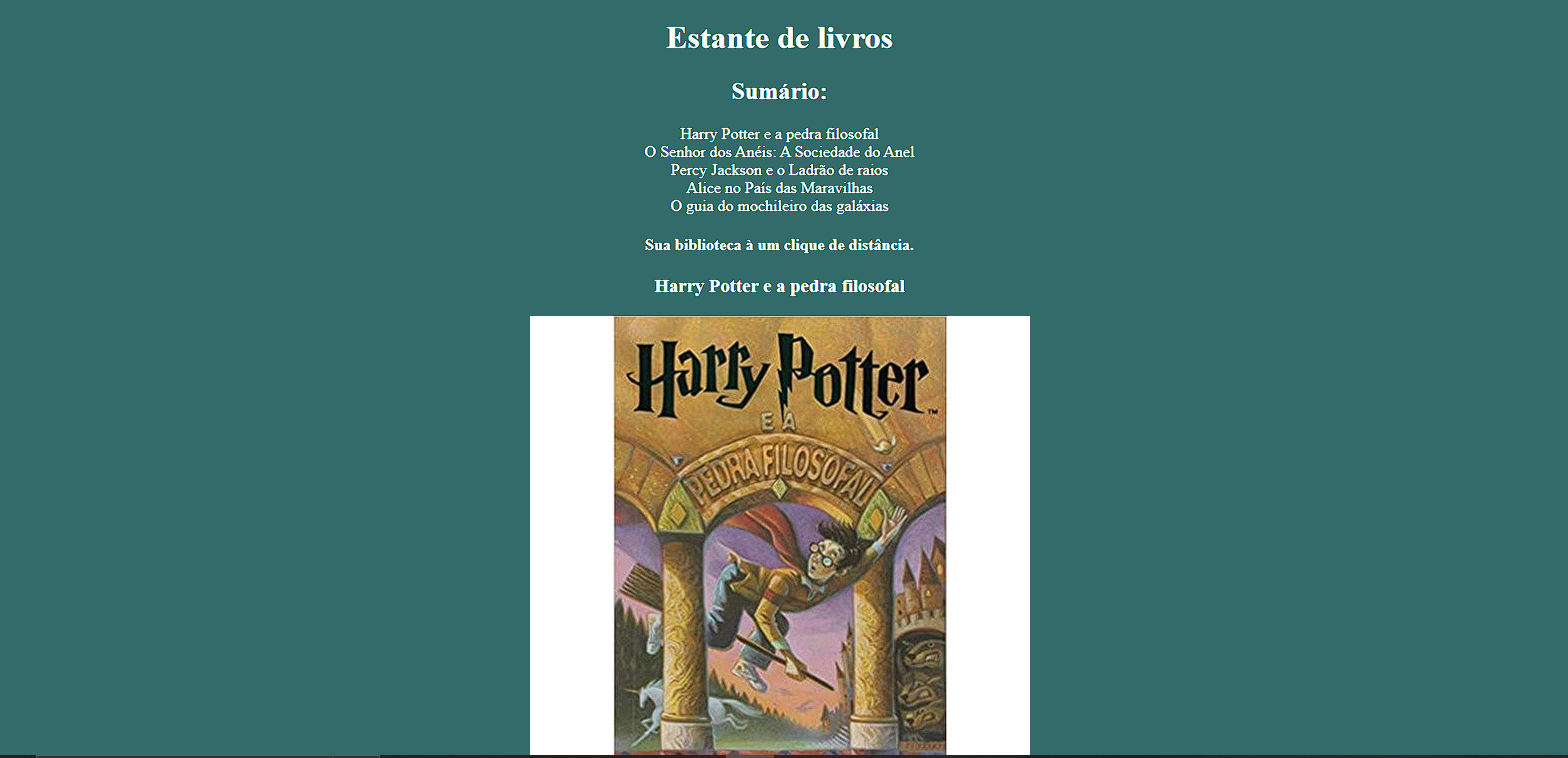 Estante de livros
Sumário:
Harry Potter e a pedra filosofal
O Senhor dos Anéis: A Sociedade do Anel
Percy Jackson e o Ladrão de raios
Alice no País das Maravilhas
O guia do mochileiro das galáxias
Sua biblioteca à um clique de distância.
Harry Potter e a pedra filosofal
Harry Potter™
E A
PEDRA FILOSOFAL